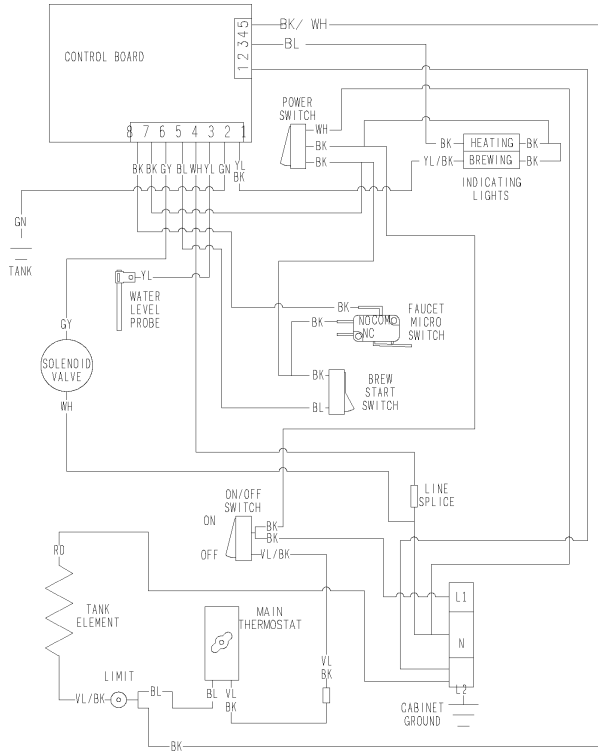 CONTROL BOARD
1 2 3 4 5
BK/ WH
BL
8 7 6 5 4 3 2 1
BK BK GY BL WH YL GN YL
BK
POWER
SWITCH
WH
BK
BK
BK HEATING BK
YL/BK BREWING BK
INDICATING
LIGHTS
GN
TANK
YL
WATER
LEVEL
PROBE
BK
NO COM
NC
BK
FAUCET
MICRO
SWITCH
GY
SOLENOID
VALVE
WH
BK
BL
BREW
START
SWITCH
LINE
SPLICE
ON/OFF
SWITCH
ON
OFF
BK
BK
VL/BK
RD
TANK
ELEMENT
MAIN
THERMOSTAT
L1
N
L2
LIMIT
VL/BK
BL
BL VL
BK
VL
BK
CABINET
GROUND
BK